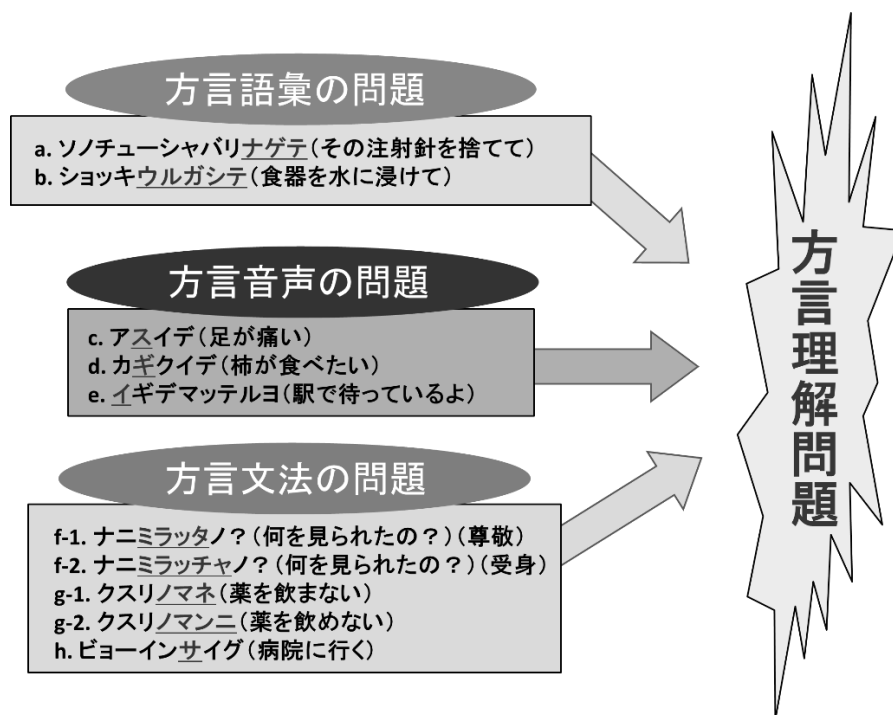 方言語彙の問題
a. ソノチューシャバリナゲテ(その注射針を捨てて)
b. ショッキウルガシテ(食器を水に浸けて)
方言音声の問題
c. アスイデ(足が痛い)
d. カギクイデ(柿が食べたい)
e. イギデマッテルヨ(駅で待っているよ)
方言文法の問題
f-1. ナニミラッタノ?(何を見られたの?)(尊敬)
f-2. ナニミラッチャノ?(何を見られたの?)(受身)
g-1. クスリノマネ(薬を飲まない)
g-2. クスリノマンニ(薬を飲めない)
h. ビョーインサイグ(病院に行く)
方言理解問題